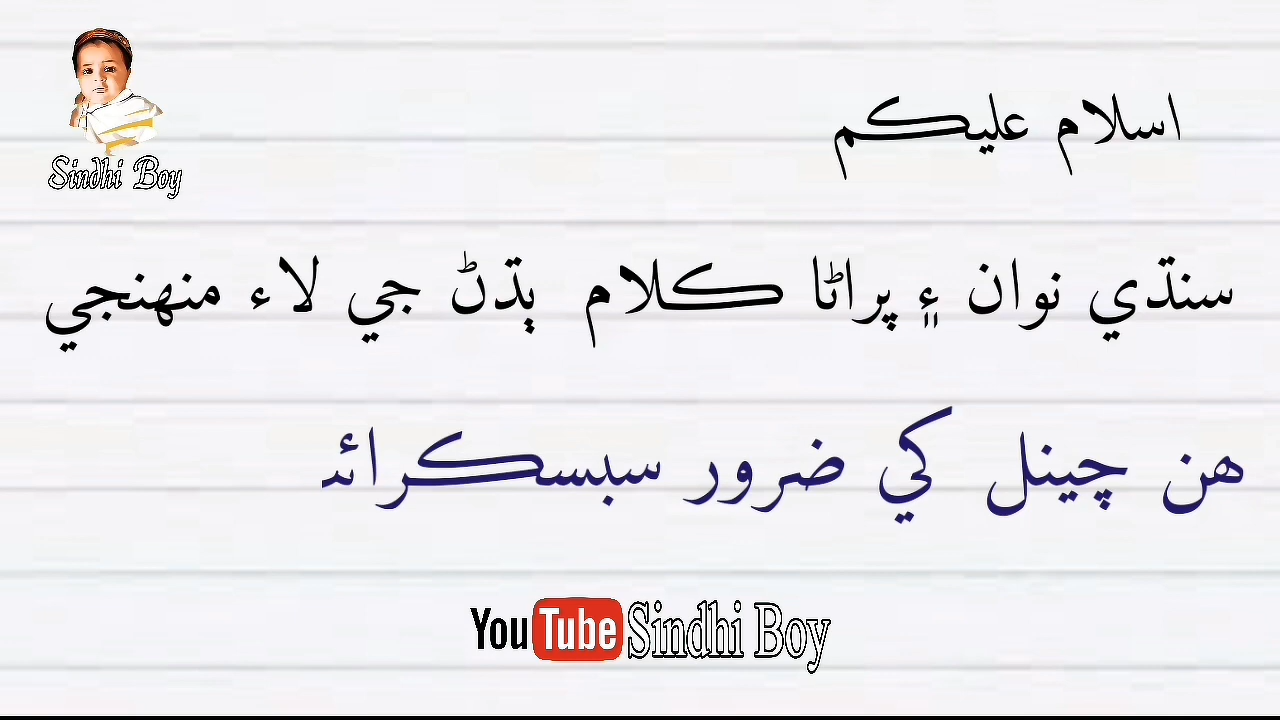 Sindhi Boy
اسلام عليڪم
سنڌي نوان ۽ پراڻا ڪلام ٻڌڻ جي لاء منهنجي
هن چينل کي ضرور سبسڪرائ
YouTube Sindhi Boy